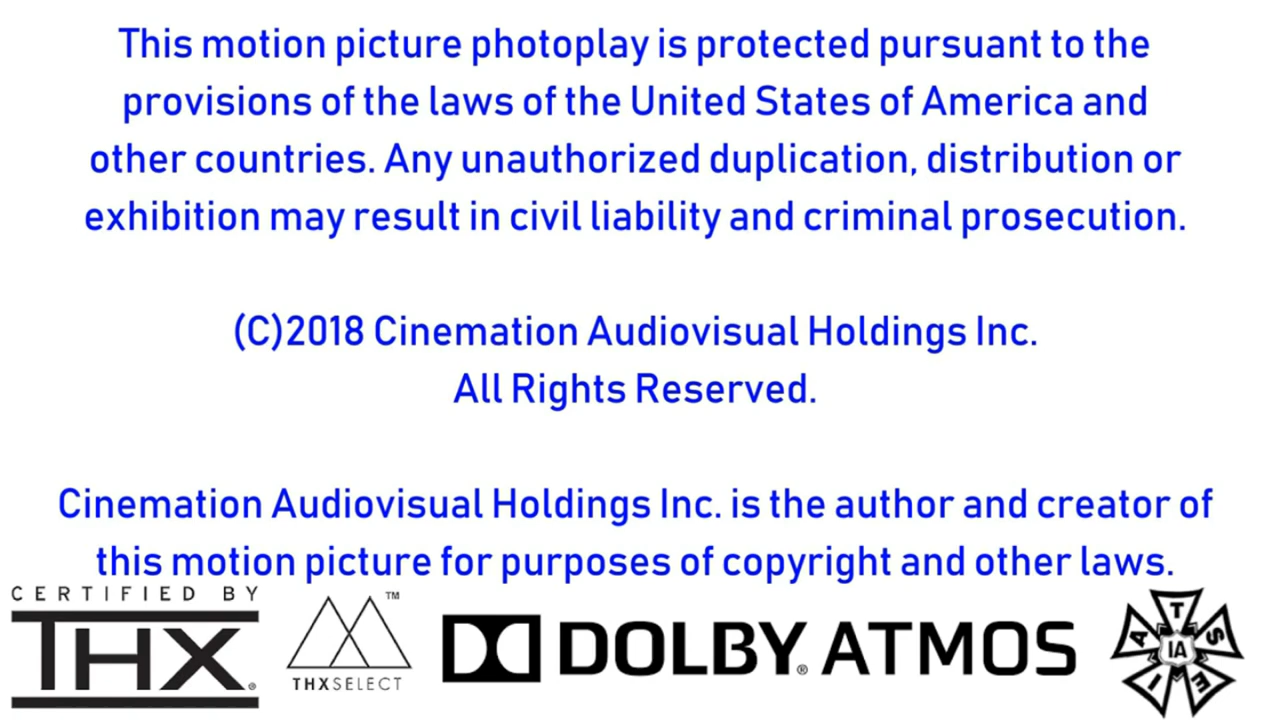 This motion picture photoplay is protected pursuant to the
provisions of the laws of the United States of America and
other countries. Any unauthorized duplication, distribution or
exhibition may result in civil liability and criminal prosecution.
(C)2018 Cinemation Audiovisual Holdings Inc.
All Rights Reserved.
Cinemation Audiovisual Holdings Inc. is the author and creator of
this motion picture for purposes of copyright and other laws.
CERTIFIED BY
THX®
™
THXSELECT
DOLBY® ATMOS
IATSE
IA